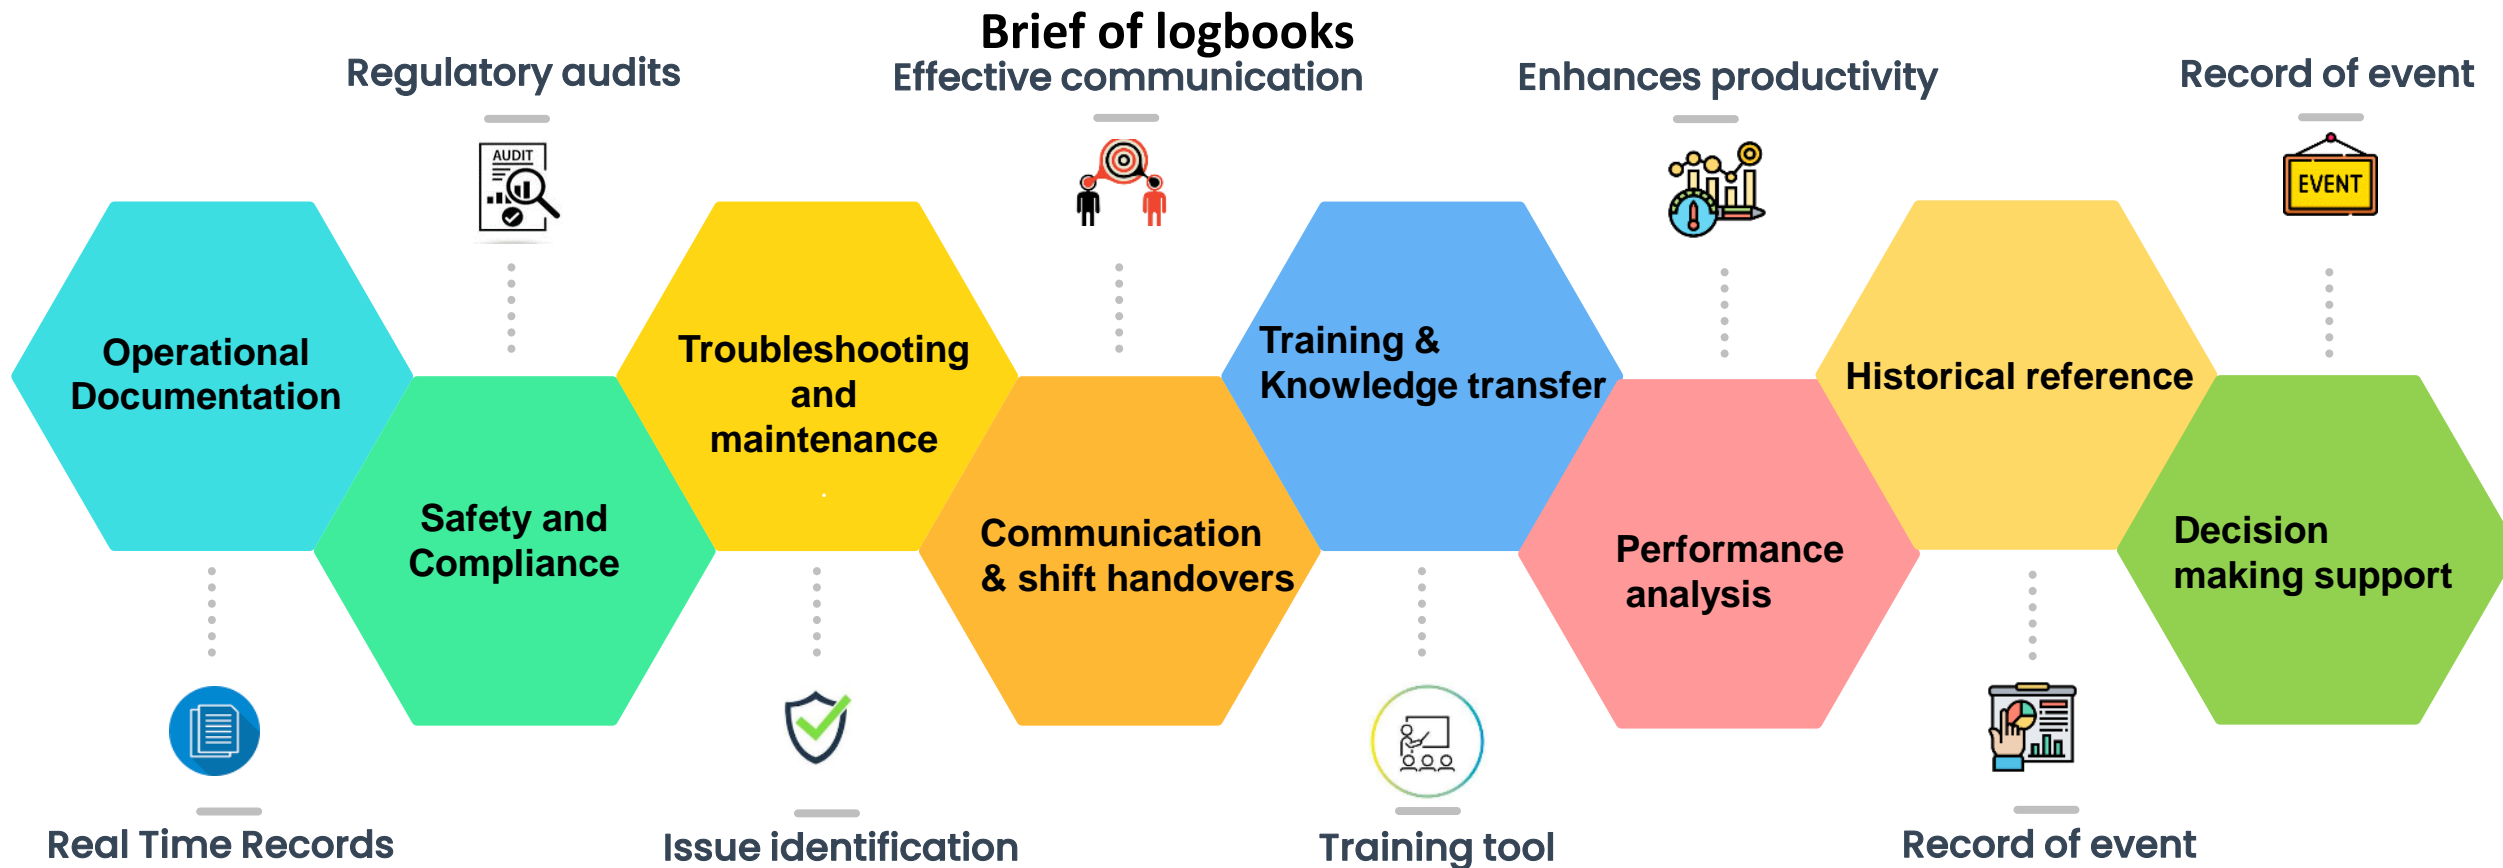 Brief of logbooks
Regulatory audits
Effective communication
Enhances productivity
Record of event
AUDIT
EVENT
Operational
Documentation
Safety and
Compliance
Troubleshooting
and
maintenance
Communication
& shift handovers
Training &
Knowledge transfer
Performance
analysis
Historical reference
Decision
making support
Real Time Records
Issue identification
Training tool
Record of event